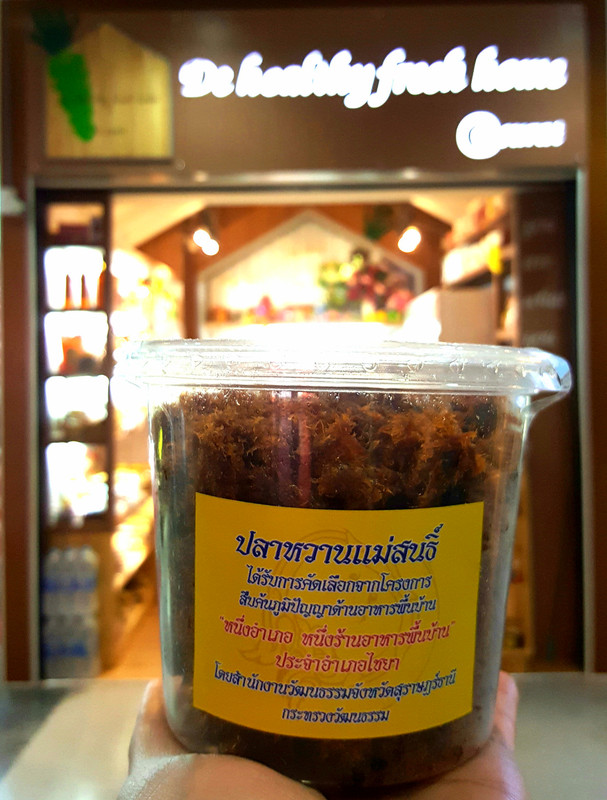 De healthy fresh home
ปลาหวานแม่สนธิ์
ได้รับการคัดเลือกจากโครงการ
สืบค้นภูมิปัญญาด้านอาหารพื้นบ้าน
"หนึ่งอำเภอ หนึ่งร้านอาหารพื้นบ้าน"
ประจำอำเภอไชยา
โดยสำนักงานวัฒนธรรมจังหวัดสุราษฎร์ธานี
กระทรวงวัฒนธรรม